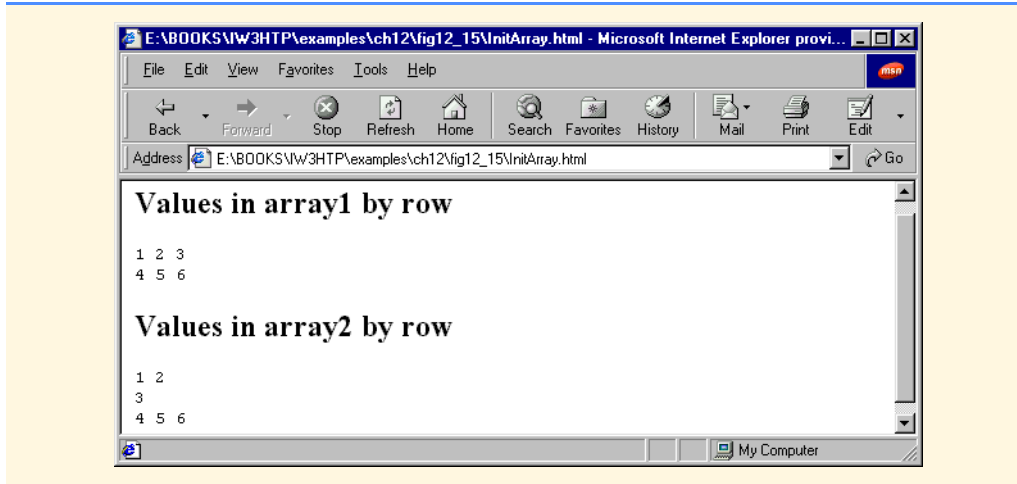 E:\BOOKS\IW3HTP\examples\ch12\fig12_15\InitArray.html - Microsoft Internet Explorer provi...
File Edit View Favorites Tools Help
msn
Back Forward Stop Refresh Home Search Favorites History Mail Print Edit
Address E:\BOOKS\IW3HTP\examples\ch12\fig12_15\InitArray.html Go
Values in array1 by row
1 2 3
4 5 6
Values in array2 by row
1 2
3
4 5 6
My Computer